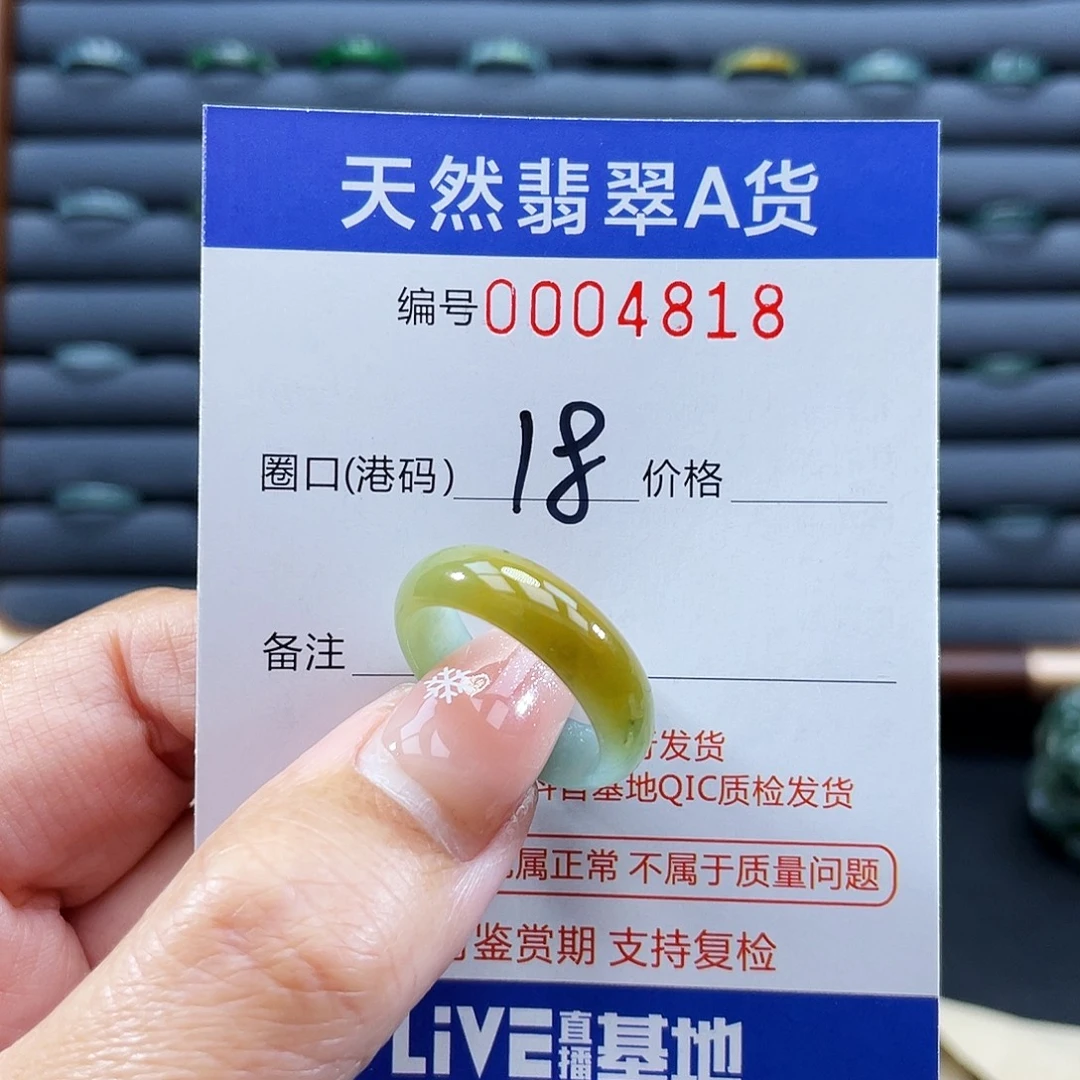 天然翡翠A货
编号0004818
圈口(港码) 18 价格
备注
发货
基地QIC质检发货
属正常 不属于质量问题
鉴赏期 支持复检
LiVE直播基地